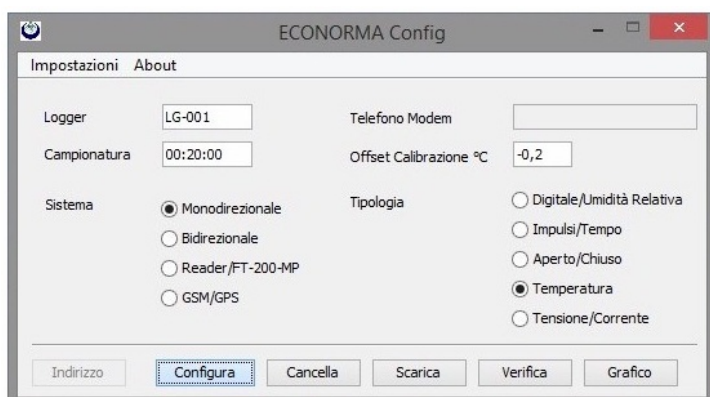 ECONORMA Config
Impostazioni About
Logger LG-001 Telefono Modem
Campionatura 00:20:00 Offset Calibrazione °C -0,2
Sistema Monodirezionale Tipologia Digitale/Umidità Relativa
Bidirezionale Impulsi/Tempo
Reader/FT-200-MP Aperto/Chiuso
GSM/GPS Temperatura
Tensione/Corrente
Indirizzo Configura Cancella Scarica Verifica Grafico